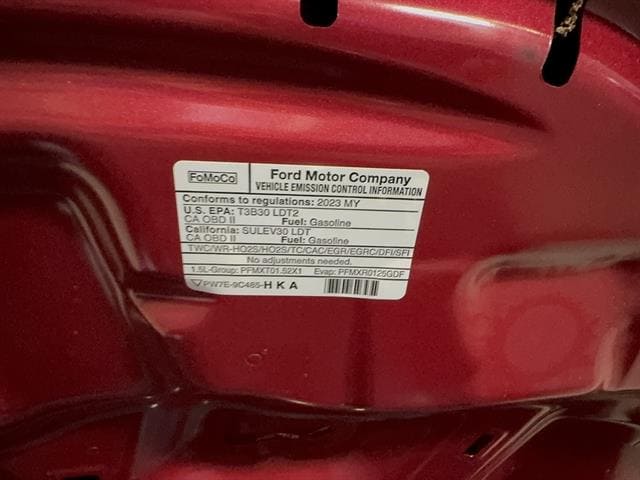 FoMoCo
Ford Motor Company
VEHICLE EMISSION CONTROL INFORMATION
Conforms to regulations: 2023 MY
U.S. EPA: T3B30 LDT2
CA OBD II Fuel: Gasoline
California: SULEV30 LDT
CA OBD II Fuel: Gasoline
TWC/WR-HO2S/HO2S/TC/CAC/EGR/EGRC/DFI/SFI
No adjustments needed.
1.5L-Group: PFMXT01.52X1 Evap: PFMXR0125GDF
PW7E-9C485-HKA